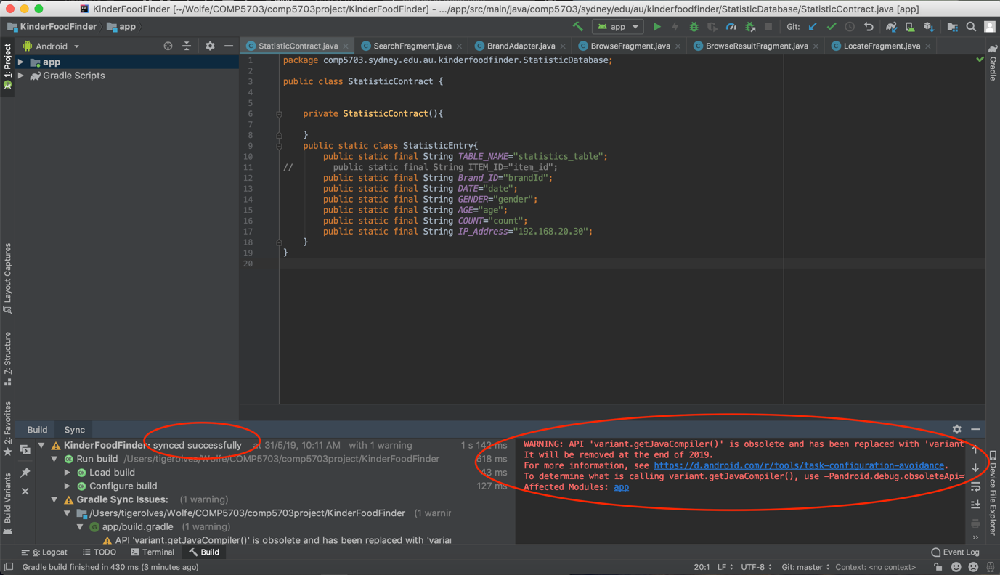 KinderFoodFinder [~/Wolfe/COMP5703/comp5703project/KinderFoodFinder] - .../app/src/main/java/comp5703/sydney/edu/au/kinderfoodfinder/StatisticDatabase/StatisticContract.java [app]
KinderFoodFinder app
app
Git:
1: Project
Android
StatisticContract.java
SearchFragment.java
BrandAdapter.java
BrowseFragment.java
BrowseResultFragment.java
LocateFragment.java
Gradle
app
Gradle Scripts
1 package comp5703.sydney.edu.au.kinderfoodfinder.StatisticDatabase;
2
3 public class StatisticContract {
4
5
6 private StatisticContract(){
7
8 }
9 public static class StatisticEntry{
10 public static final String TABLE_NAME="statistics_table";
11 // public static final String ITEM_ID="item_id";
12 public static final String Brand_ID="brandId";
13 public static final String DATE="date";
14 public static final String GENDER="gender";
15 public static final String AGE="age";
16 public static final String COUNT="count";
17 public static final String IP_Address="192.168.20.30";
18 }
19 }
20
Layout Captures
Z: Structure
2: Favorites
Build Variants
Device File Explorer
Build Sync
KinderFoodFinder: synced successfully at 31/5/19, 10:11 AM with 1 warning 1 s 142 ms
Run build /Users/tigerolves/Wolfe/COMP5703/comp5703project/KinderFoodFinder 618 ms
Load build 43 ms
Configure build 127 ms
Gradle Sync Issues: (1 warning)
/Users/tigerolves/Wolfe/COMP5703/comp5703project/KinderFoodFinder (1 warnir
app/build.gradle (1 warning)
API 'variant.getJavaCompiler()' is obsolete and has been replaced with 'varia
WARNING: API 'variant.getJavaCompiler()' is obsolete and has been replaced with 'variant
It will be removed at the end of 2019.
For more information, see https://d.android.com/r/tools/task-configuration-avoidance.
To determine what is calling variant.getJavaCompiler(), use -Pandroid.debug.obsoleteApi=
Affected Modules: app
6: Logcat
TODO
Terminal
Build
Event Log
Gradle build finished in 430 ms (3 minutes ago)
20:1 LF UTF-8 Git: master Context: <no context>